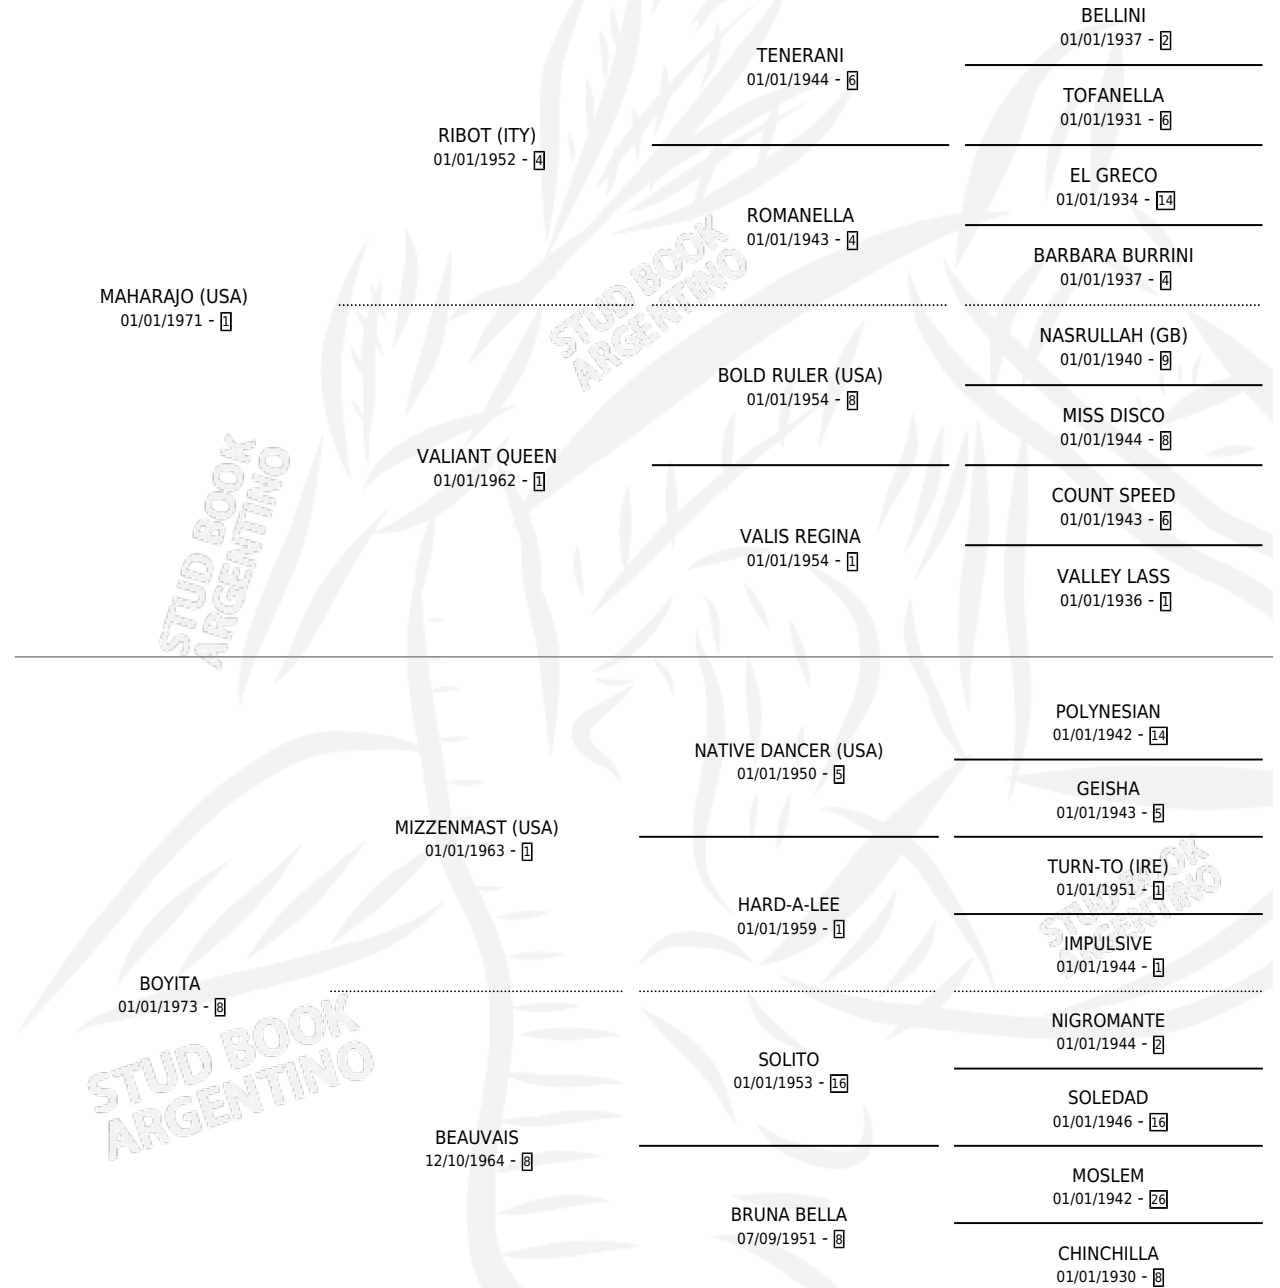 BELLINI
01/01/1937 - 2
TENERANI
01/01/1944 - 6
TOFANELLA
01/01/1931 - 6
RIBOT (ITY)
01/01/1952 - 4
EL GRECO
01/01/1934 - 14
ROMANELLA
01/01/1943 - 4
BARBARA BURRINI
01/01/1937 - 4
MAHARAJO (USA)
01/01/1971 - 1
NASRULLAH (GB)
01/01/1940 - 9
BOLD RULER (USA)
01/01/1954 - 8
MISS DISCO
01/01/1944 - 8
VALIANT QUEEN
01/01/1962 - 1
COUNT SPEED
01/01/1943 - 6
VALIS REGINA
01/01/1954 - 1
VALLEY LASS
01/01/1936 - 1
POLYNESIAN
01/01/1942 - 14
NATIVE DANCER (USA)
01/01/1950 - 5
GEISHA
01/01/1943 - 5
MIZZENMAST (USA)
01/01/1963 - 1
TURN-TO (IRE)
01/01/1951 - 1
HARD-A-LEE
01/01/1959 - 1
IMPULSIVE
01/01/1944 - 1
BOYITA
01/01/1973 - 8
NIGROMANTE
01/01/1944 - 2
SOLITO
01/01/1953 - 16
SOLEDAD
01/01/1946 - 16
BEAUVAIS
12/10/1964 - 8
MOSLEM
01/01/1942 - 26
BRUNA BELLA
07/09/1951 - 8
CHINCHILLA
01/01/1930 - 8
STUD BOOK
ARGENTINO
STUD BOOK
ARGENTINO
STUD BOOK
ARGENTINO
STUD BOOK
ARGENTINO